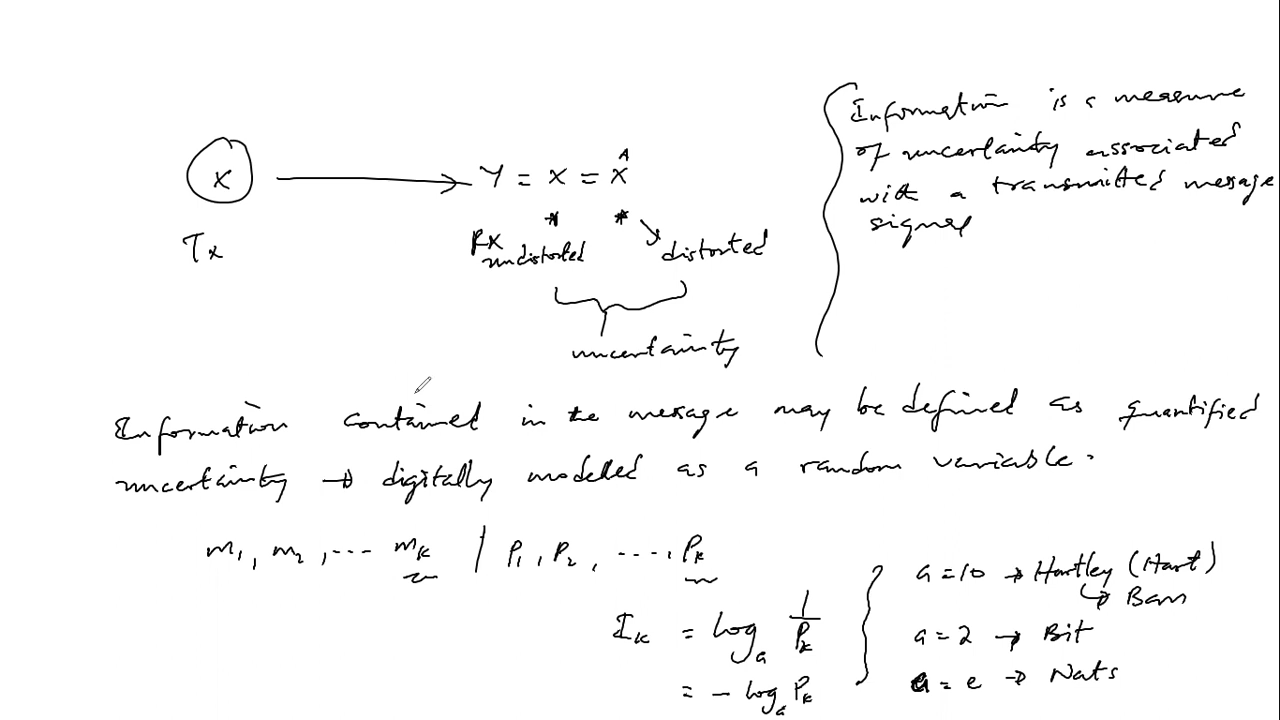 Information is a measure
of uncertainty associated
with a transmitted message
signal
X
Y = X = X̂
Tx
Rx
undistorted
distorted
uncertainty
Information contained in the message may be defined as quantified
uncertainty → digitally modelled as a random variable.
m₁, m₂, ... mₖ | P₁, P₂, ...., Pₖ
Iₖ = logₐ 1/Pₖ
= - logₐ Pₖ
a = 10 → Hartley (Hart)
↳ Ban
a = 2 → Bit
a = e → Nats